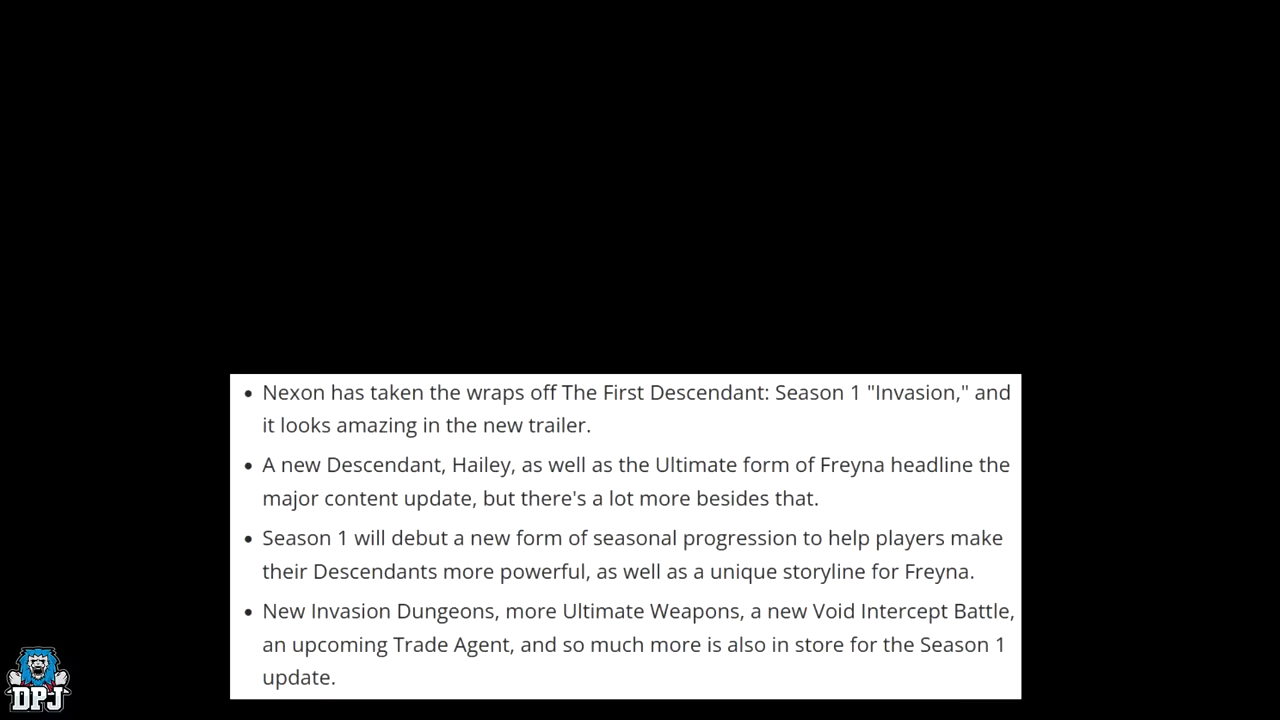 • Nexon has taken the wraps off The First Descendant: Season 1 "Invasion," and
it looks amazing in the new trailer.
• A new Descendant, Hailey, as well as the Ultimate form of Freyna headline the
major content update, but there's a lot more besides that.
• Season 1 will debut a new form of seasonal progression to help players make
their Descendants more powerful, as well as a unique storyline for Freyna.
• New Invasion Dungeons, more Ultimate Weapons, a new Void Intercept Battle,
an upcoming Trade Agent, and so much more is also in store for the Season 1
update.
DPJ